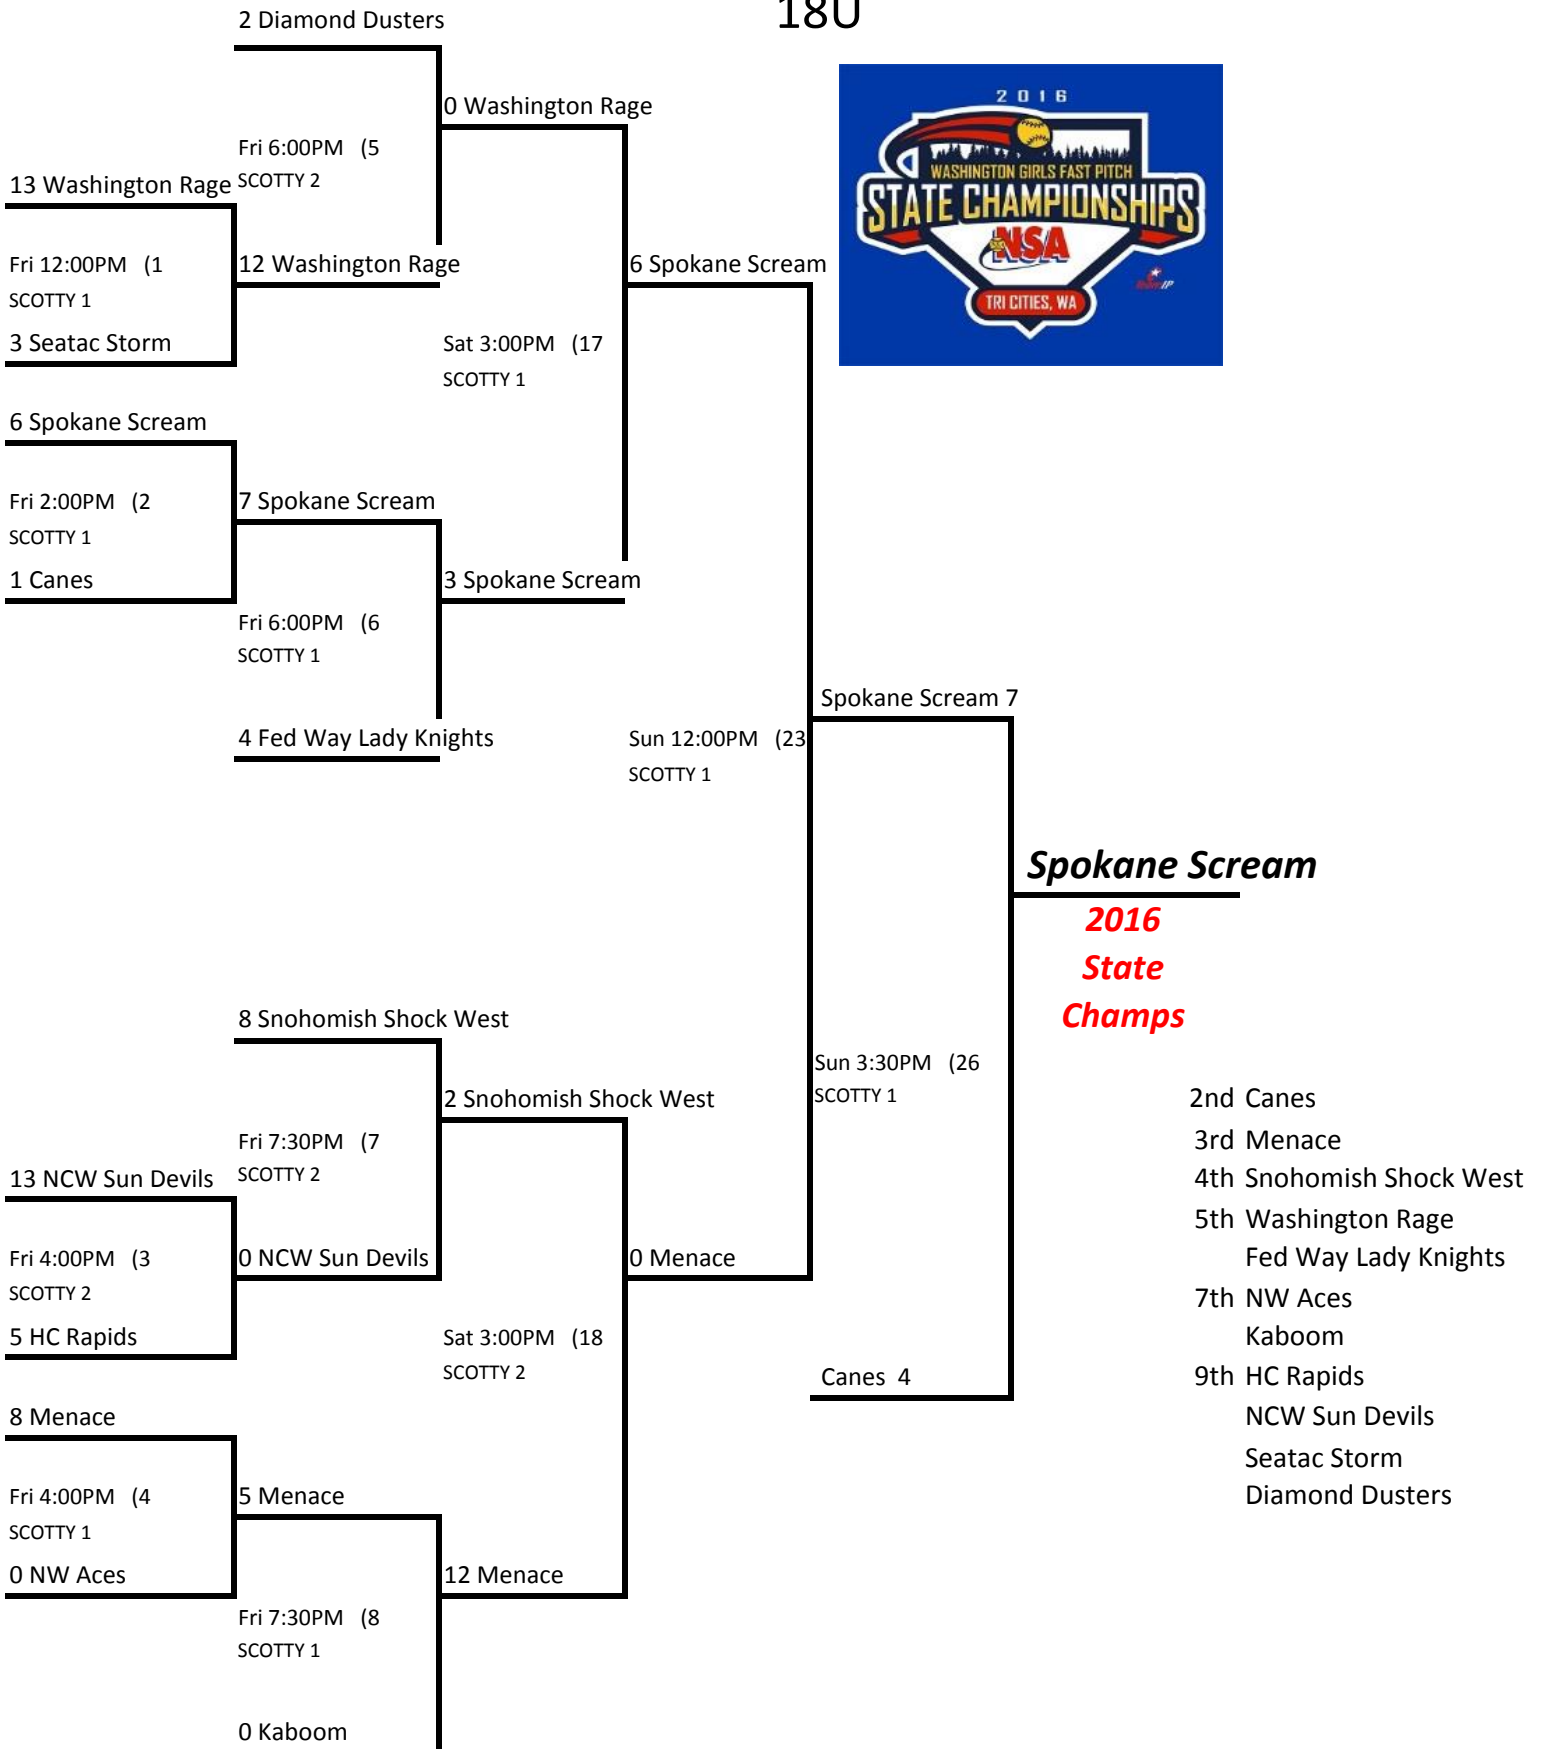 18U
2 Diamond Dusters
2016
WASHINGTON GIRLS FAST PITCH
STATE CHAMPIONSHIPS
NSA
TRI CITIES, WA
0 Washington Rage
Fri 6:00PM (5
SCOTTY 2
13 Washington Rage
Fri 12:00PM (1
SCOTTY 1
12 Washington Rage
6 Spokane Scream
3 Seatac Storm
Sat 3:00PM (17
SCOTTY 1
6 Spokane Scream
Fri 2:00PM (2
SCOTTY 1
7 Spokane Scream
1 Canes
3 Spokane Scream
Fri 6:00PM (6
SCOTTY 1
Spokane Scream 7
4 Fed Way Lady Knights
Sun 12:00PM (23
SCOTTY 1
Spokane Scream
2016
State
Champs
8 Snohomish Shock West
Sun 3:30PM (26
SCOTTY 1
2 Snohomish Shock West
2nd Canes
3rd Menace
4th Snohomish Shock West
5th Washington Rage
Fed Way Lady Knights
7th NW Aces
Kaboom
9th HC Rapids
NCW Sun Devils
Seatac Storm
Diamond Dusters
Fri 7:30PM (7
SCOTTY 2
13 NCW Sun Devils
Fri 4:00PM (3
SCOTTY 2
0 NCW Sun Devils
0 Menace
5 HC Rapids
Sat 3:00PM (18
SCOTTY 2
Canes 4
8 Menace
Fri 4:00PM (4
SCOTTY 1
5 Menace
0 NW Aces
12 Menace
Fri 7:30PM (8
SCOTTY 1
0 Kaboom